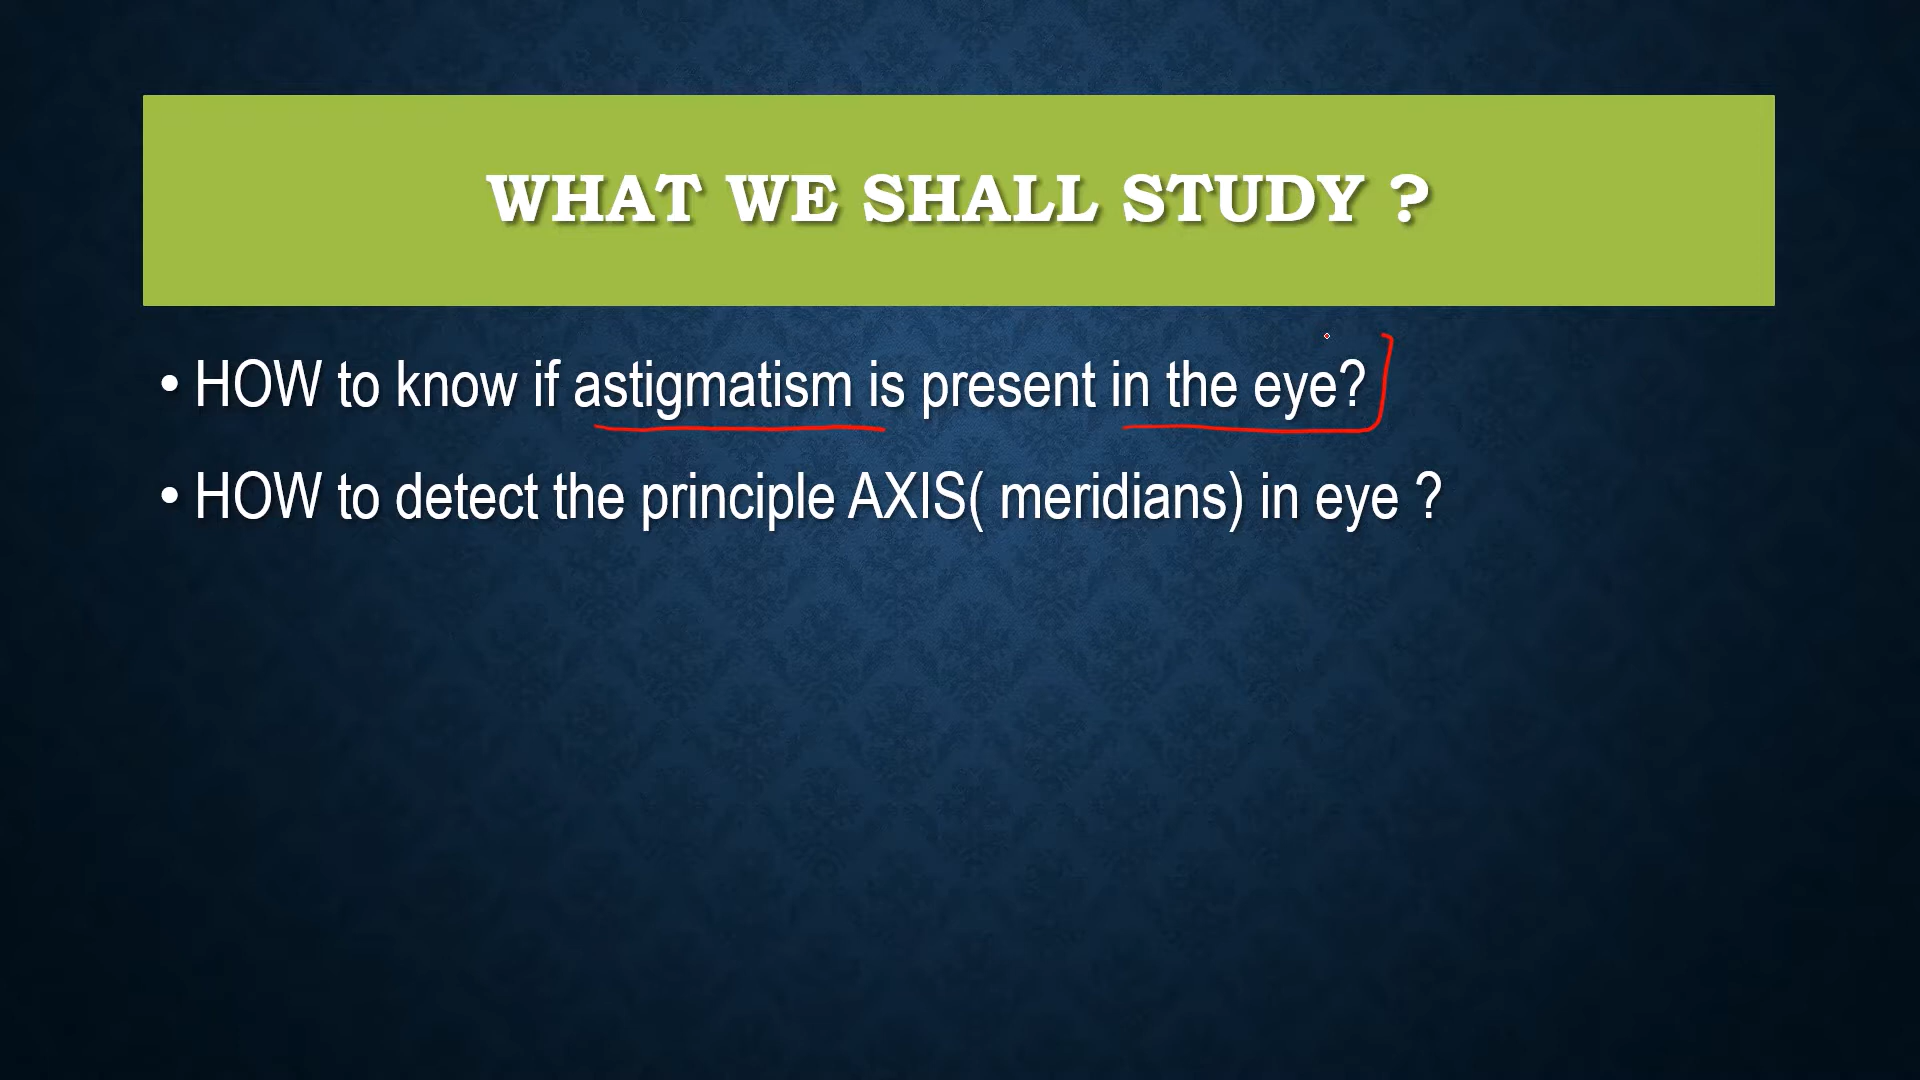 WHAT WE SHALL STUDY ?
• HOW to know if astigmatism is present in the eye?
• HOW to detect the principle AXIS( meridians) in eye ?